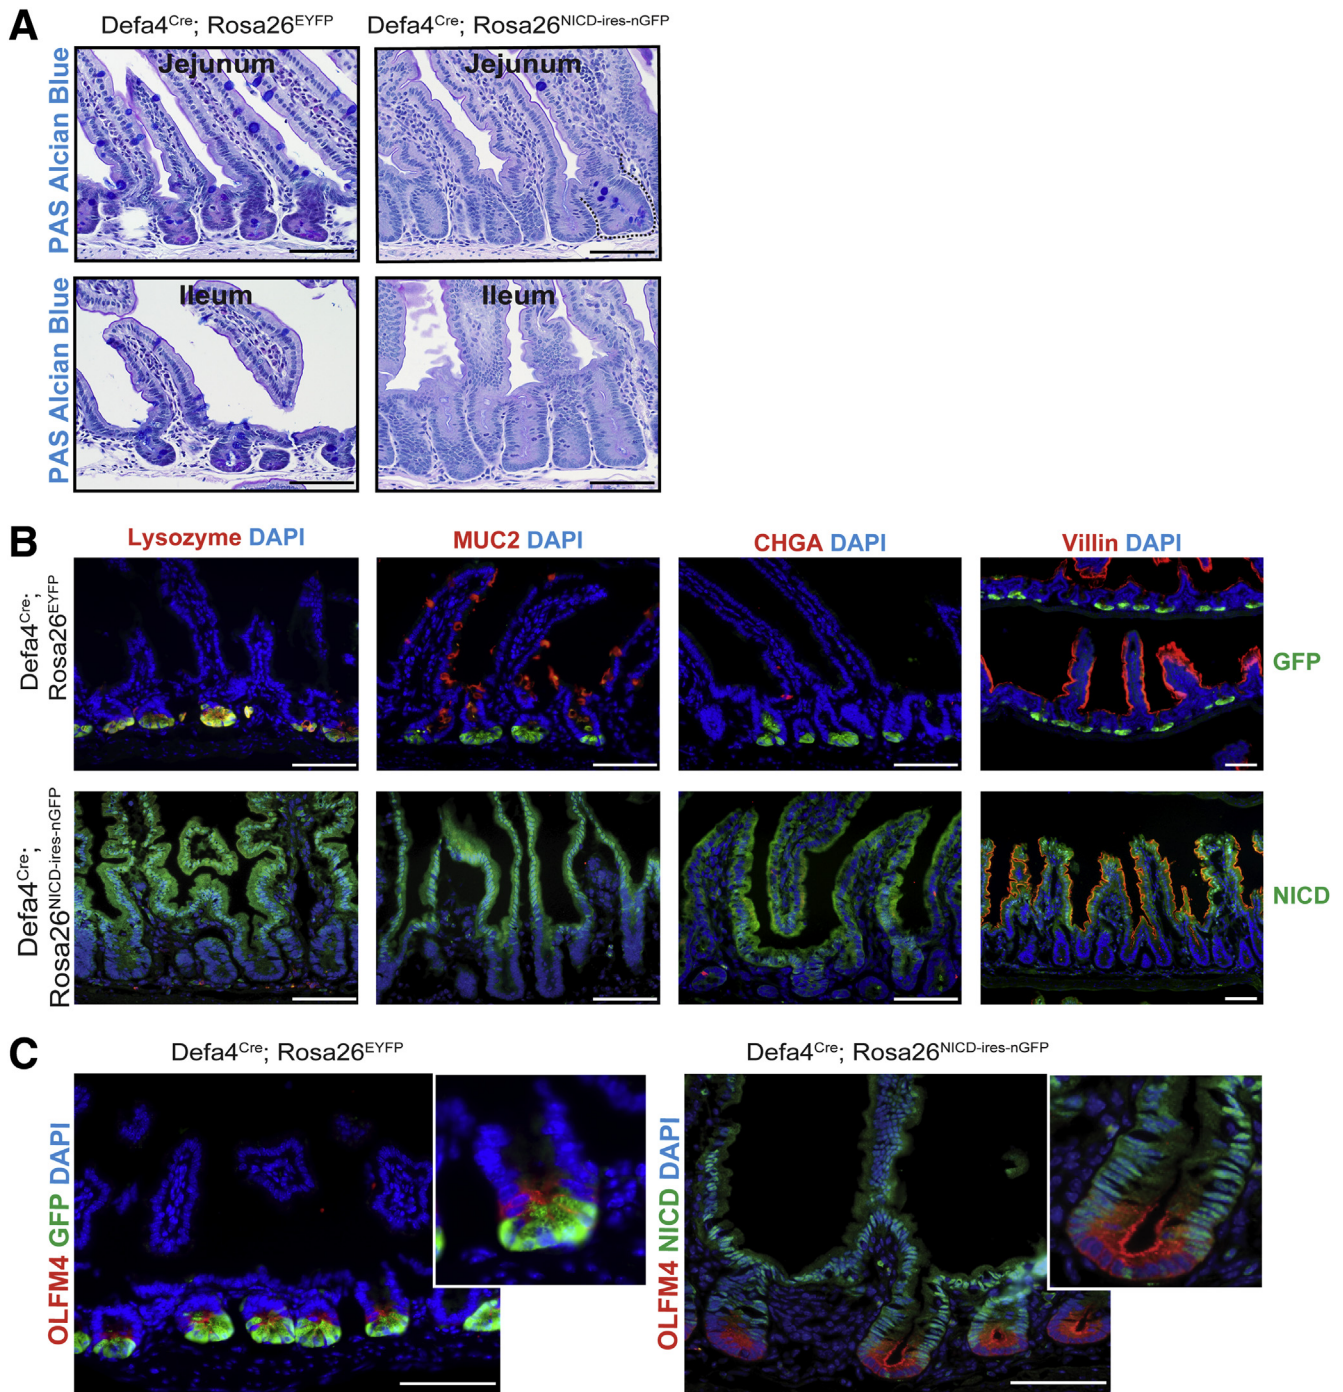 A
Defa4Cre; Rosa26EYFP
Defa4Cre; Rosa26NICD-ires-nGFP
PAS Alcian Blue
Jejunum
Jejunum
PAS Alcian Blue
Ileum
Ileum
B
Lysozyme DAPI
MUC2 DAPI
CHGA DAPI
Villin DAPI
Defa4Cre;
Rosa26EYFP
GFP
Defa4Cre;
Rosa26NICD-ires-nGFP
NICD
C
Defa4Cre; Rosa26EYFP
Defa4Cre; Rosa26NICD-ires-nGFP
OLFM4 GFP DAPI
OLFM4 NICD DAPI